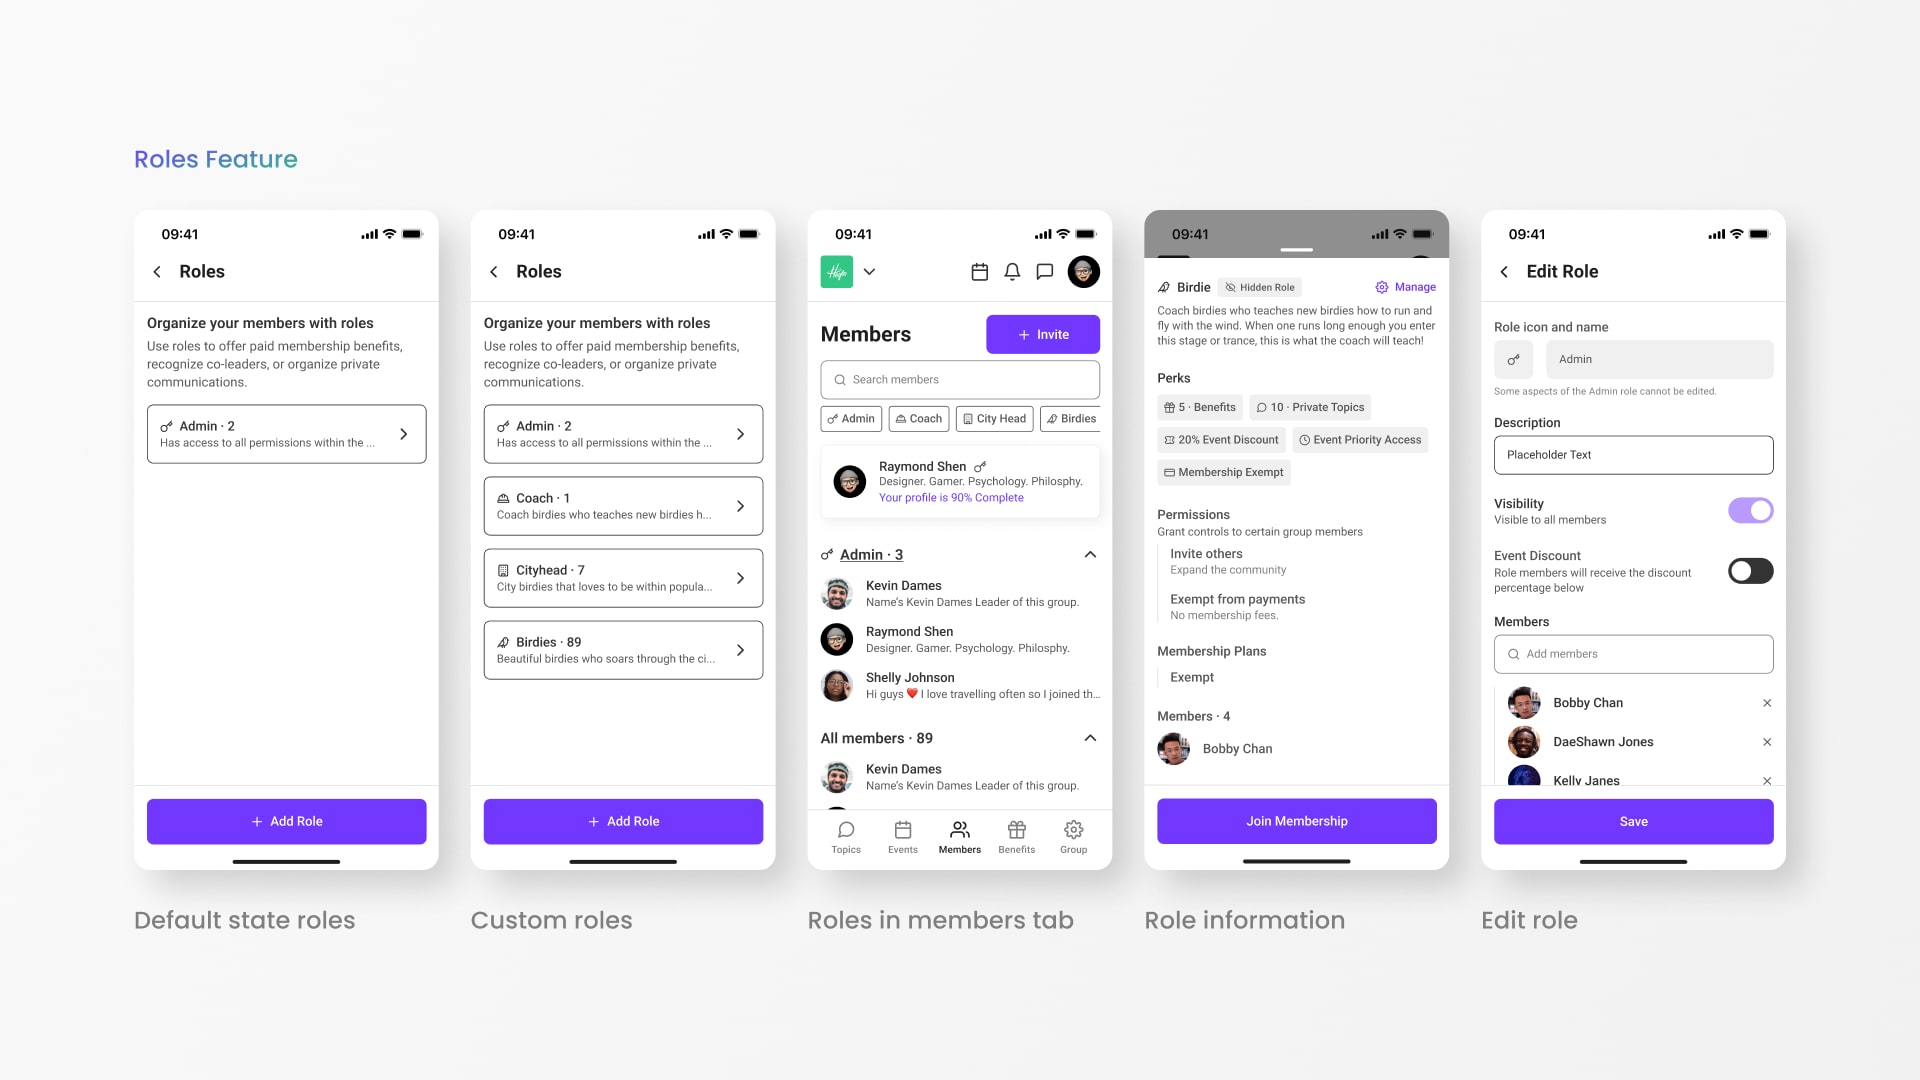 Roles Feature
09:41
Roles
Organize your members with roles
Use roles to offer paid membership benefits,
recognize co-leaders, or organize private
communications.
Admin · 2
Has access to all permissions within the ...
+ Add Role
Default state roles
09:41
Roles
Organize your members with roles
Use roles to offer paid membership benefits,
recognize co-leaders, or organize private
communications.
Admin · 2
Has access to all permissions within the ...
Coach · 1
Coach birdies who teaches new birdies h...
Cityhead · 7
City birdies that loves to be within popula...
Birdies · 89
Beautiful birdies who soars through the ci...
+ Add Role
Custom roles
09:41
Hylo
Members
+ Invite
Search members
Admin
Coach
City Head
Birdies
Raymond Shen
Designer. Gamer. Psychology. Philosphy.
Your profile is 90% Complete
Admin · 3
Kevin Dames
Name's Kevin Dames Leader of this group.
Raymond Shen
Designer. Gamer. Psychology. Philosphy.
Shelly Johnson
Hi guys ❤️ I love travelling often so I joined th...
All members · 89
Kevin Dames
Name's Kevin Dames Leader of this group.
Topics
Events
Members
Benefits
Group
Roles in members tab
09:41
Birdie
Hidden Role
Manage
Coach birdies who teaches new birdies how to run and
fly with the wind. When one runs long enough you enter
this stage or trance, this is what the coach will teach!
Perks
5 · Benefits
10 · Private Topics
20% Event Discount
Event Priority Access
Membership Exempt
Permissions
Grant controls to certain group members
Invite others
Expand the community
Exempt from payments
No membership fees.
Membership Plans
Exempt
Members · 4
Bobby Chan
Join Membership
Role information
09:41
Edit Role
Role icon and name
Admin
Some aspects of the Admin role cannot be edited.
Description
Placeholder Text
Visibility
Visible to all members
Event Discount
Role members will receive the discount
percentage below
Members
Add members
Bobby Chan
DaeShawn Jones
Kelly Janes
Save
Edit role